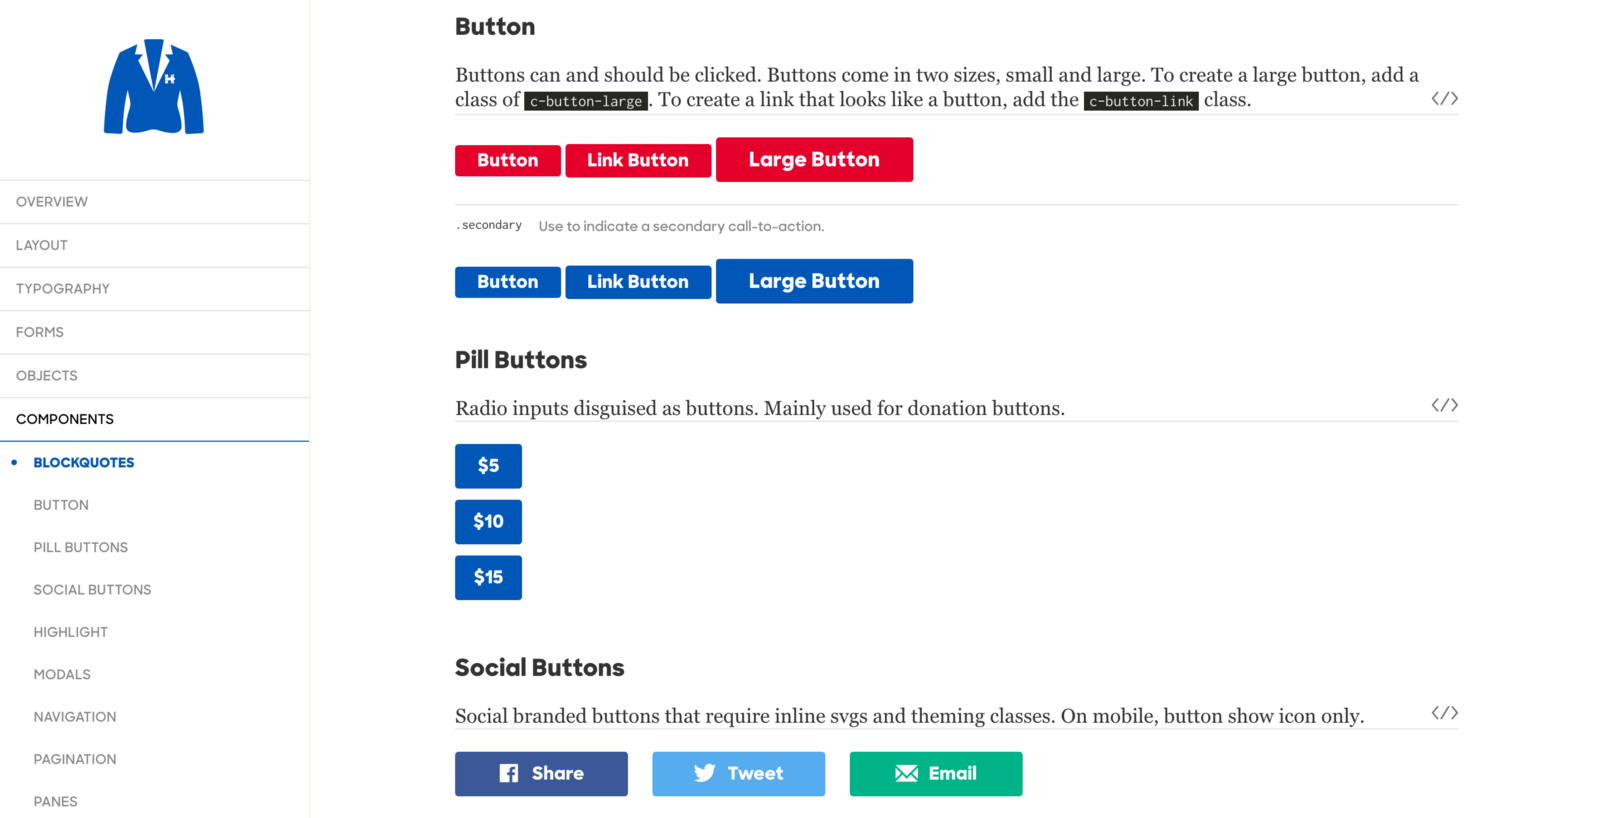 OVERVIEW
LAYOUT
TYPOGRAPHY
FORMS
OBJECTS
COMPONENTS
BLOCKQUOTES
BUTTON
PILL BUTTONS
SOCIAL BUTTONS
HIGHLIGHT
MODALS
NAVIGATION
PAGINATION
PANES
Button
Buttons can and should be clicked. Buttons come in two sizes, small and large. To create a large button, add a
class of c-button-large. To create a link that looks like a button, add the c-button-link class.
</>
Button Link Button Large Button
.secondary Use to indicate a secondary call-to-action.
Button Link Button Large Button
Pill Buttons
Radio inputs disguised as buttons. Mainly used for donation buttons.
</>
$5
$10
$15
Social Buttons
Social branded buttons that require inline svgs and theming classes. On mobile, button show icon only.
</>
Share Tweet Email